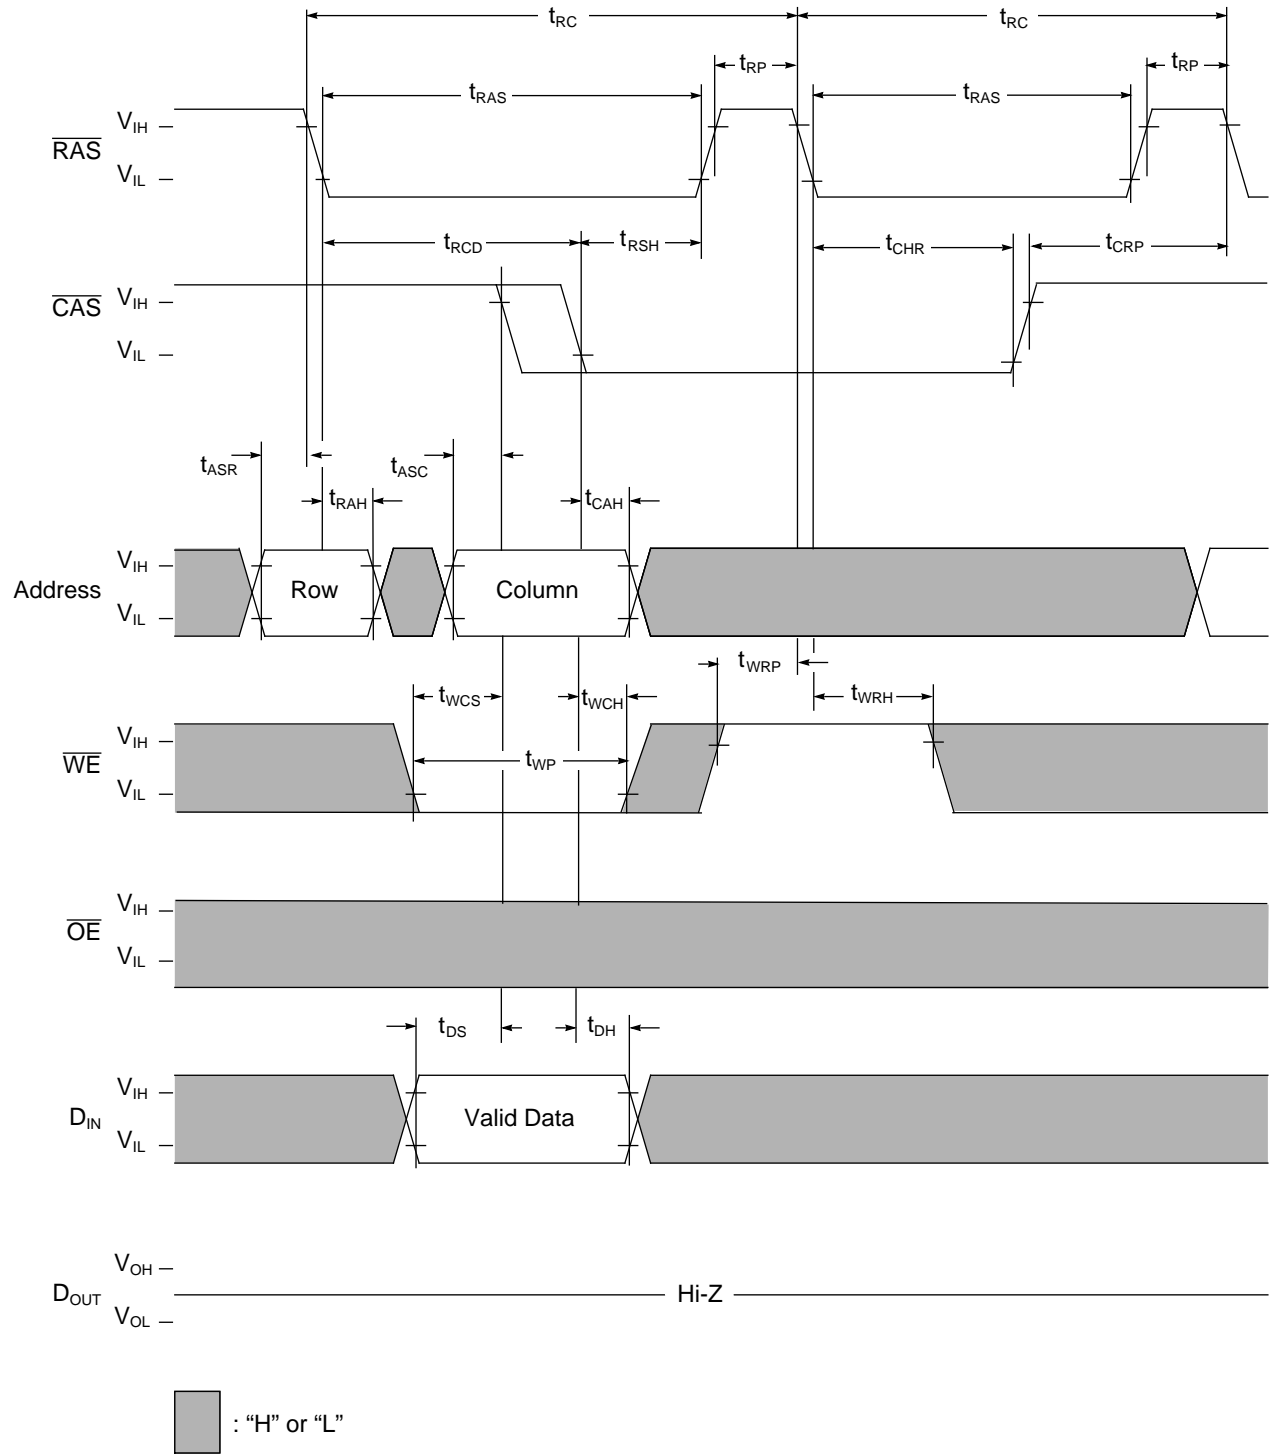 tRC tRC
tRP tRP
tRAS tRAS
RAS VIH
VIL
tRCD tRSH tCHR tCRP
CAS VIH
VIL
tASR tASC
tRAH tCAH
Address VIH
VIL
Row Column
tWRP
tWCS tWCH tWRH
WE VIH
VIL
tWP
OE VIH
VIL
tDS tDH
DIN VIH
VIL
Valid Data
DOUT VOH
VOL
Hi-Z
: “H” or “L”